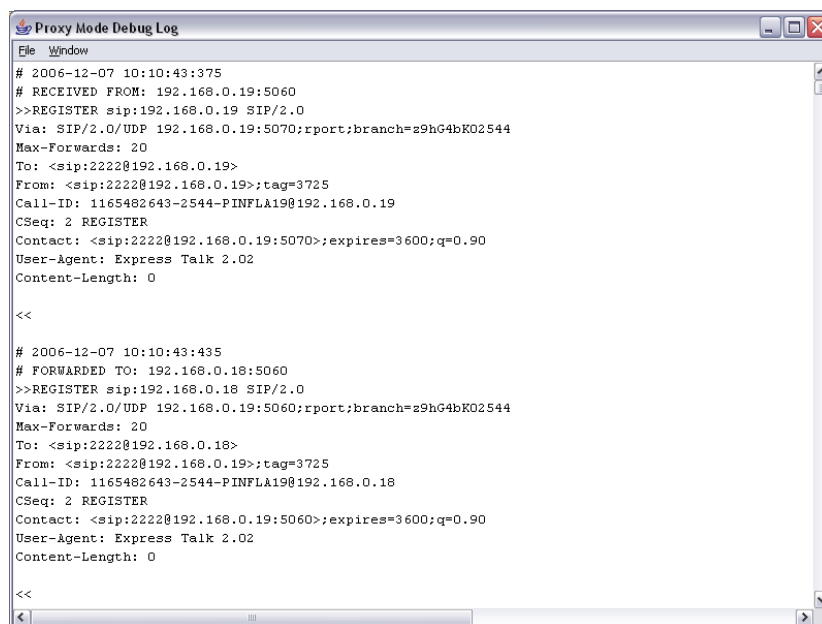 Proxy Mode Debug Log
File Window
# 2006-12-07 10:10:43:375
# RECEIVED FROM: 192.168.0.19:5060
>>REGISTER sip:192.168.0.19 SIP/2.0
Via: SIP/2.0/UDP 192.168.0.19:5070;rport;branch=z9hG4bK02544
Max-Forwards: 20
To: <sip:2222@192.168.0.19>
From: <sip:2222@192.168.0.19>;tag=3725
Call-ID: 1165482643-2544-PINFLA19@192.168.0.19
CSeq: 2 REGISTER
Contact: <sip:2222@192.168.0.19:5070>;expires=3600;q=0.90
User-Agent: Express Talk 2.02
Content-Length: 0
<<
# 2006-12-07 10:10:43:435
# FORWARDED TO: 192.168.0.18:5060
>>REGISTER sip:192.168.0.18 SIP/2.0
Via: SIP/2.0/UDP 192.168.0.19:5060;rport;branch=z9hG4bK02544
Max-Forwards: 20
To: <sip:2222@192.168.0.18>
From: <sip:2222@192.168.0.19>;tag=3725
Call-ID: 1165482643-2544-PINFLA19@192.168.0.18
CSeq: 2 REGISTER
Contact: <sip:2222@192.168.0.19:5060>;expires=3600;q=0.90
User-Agent: Express Talk 2.02
Content-Length: 0
<<